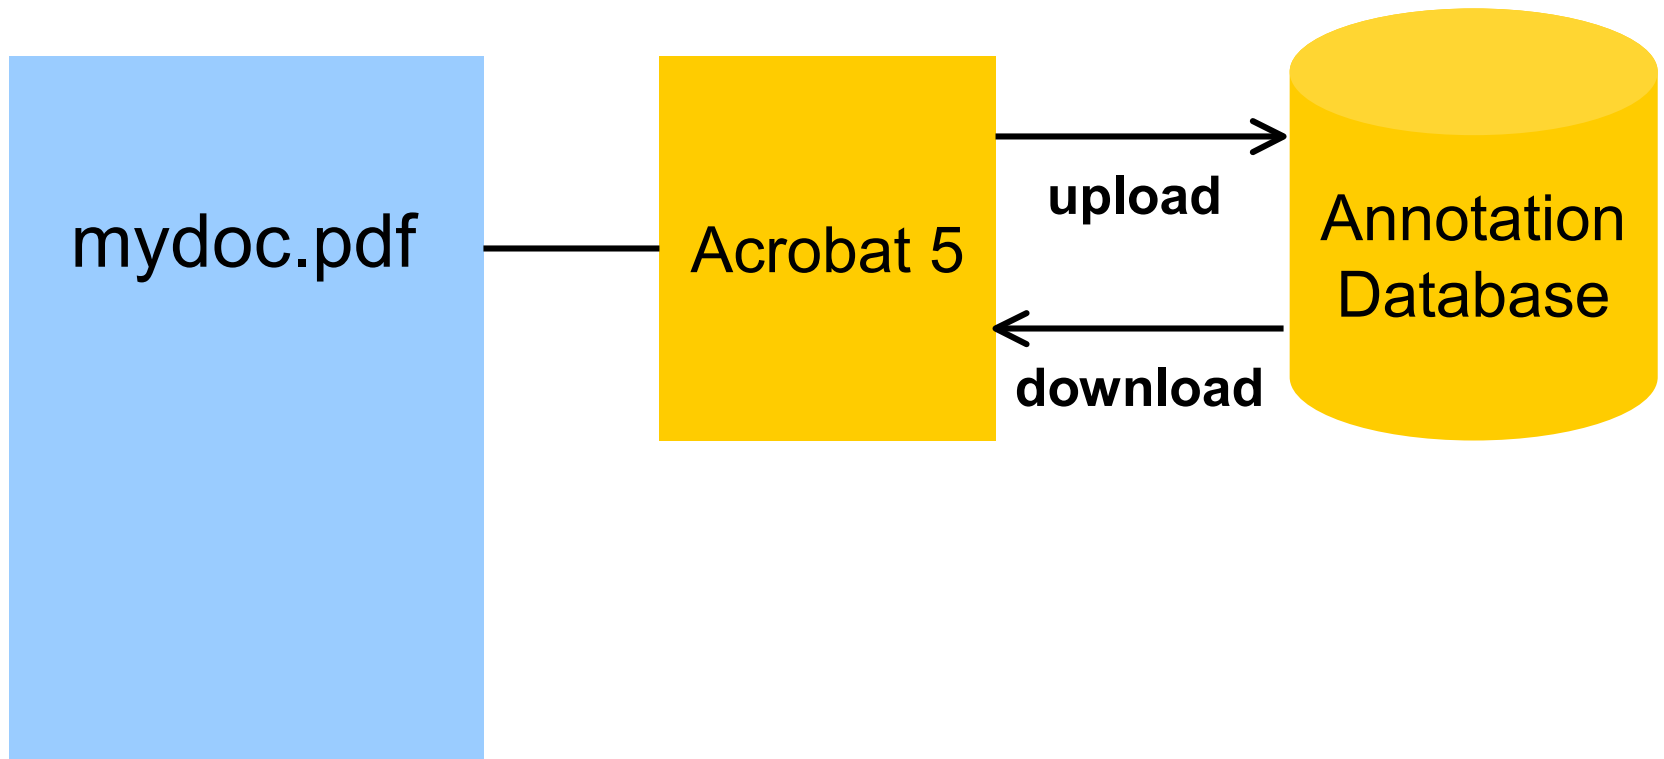 mydoc.pdf
Acrobat 5
upload
download
Annotation
Database